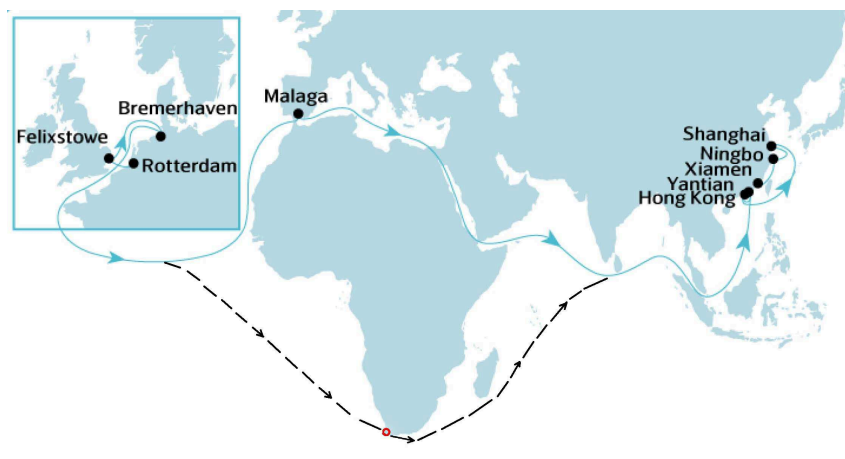 Bremerhaven
Felixstowe
Rotterdam
Malaga
Shanghai
Ningbo
Xiamen
Yantian
Hong Kong